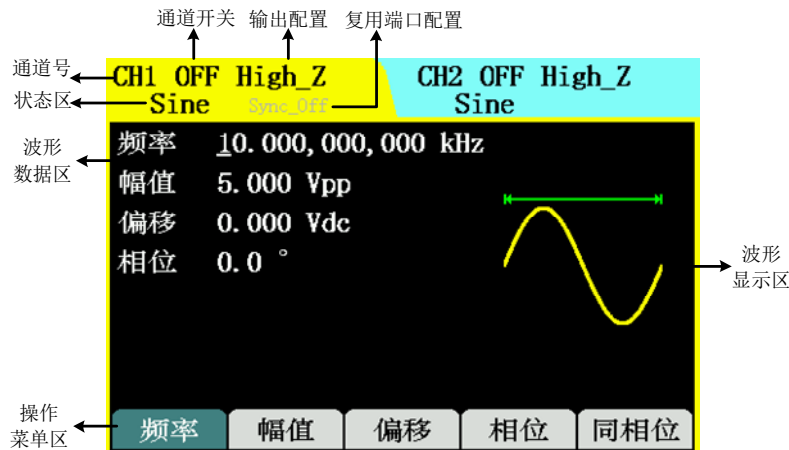 通道开关 输出配置 复用端口配置
通道号
CH1 OFF High_Z
CH2 OFF High_Z
状态区
Sine
Sync_Off
Sine
波形
数据区
频率 10.000,000,000 kHz
幅值 5.000 Vpp
偏移 0.000 Vdc
相位 0.0 °
波形
显示区
操作
菜单区
频率 幅值 偏移 相位 同相位